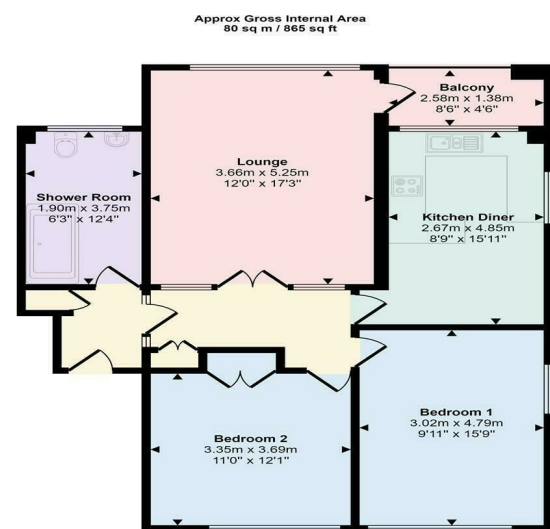 Approx Gross Internal Area
80 sq m / 865 sq ft
Balcony
2.58m x 1.38m
8'6" x 4'6"
Lounge
3.66m x 5.25m
12'0" x 17'3"
Shower Room
1.90m x 3.75m
6'3" x 12'4"
Kitchen Diner
2.67m x 4.85m
8'9" x 15'11"
Bedroom 1
3.02m x 4.79m
9'11" x 15'9"
Bedroom 2
3.35m x 3.69m
11'0" x 12'1"